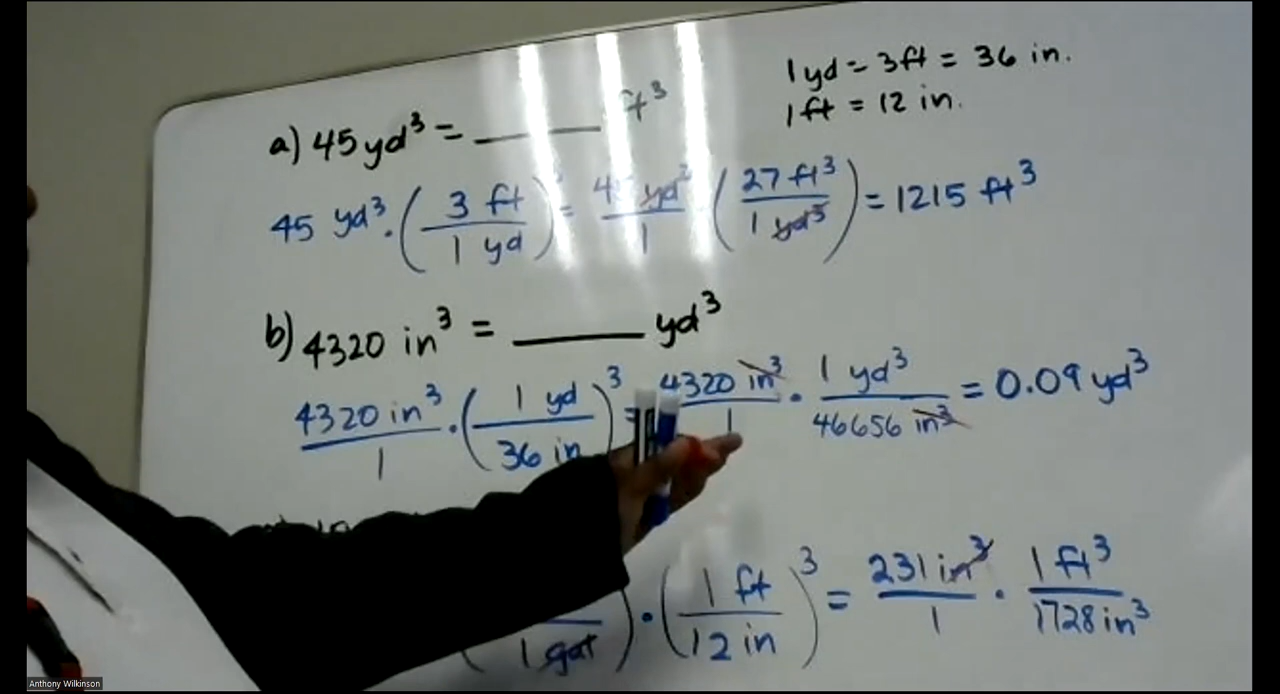 1 yd = 3 ft = 36 in.
1 ft = 12 in.
a) 45 yd³ = ______ ft³
45 yd³ · (3 ft / 1 yd)³ = 45 yd³ / 1 · (27 ft³ / 1 yd³) = 1215 ft³
b) 4320 in³ = ______ yd³
4320 in³ / 1 · (1 yd / 36 in)³ = 4320 in³ / 1 · 1 yd³ / 46656 in³ = 0.09 yd³
/ 1 gal) · (1 ft / 12 in)³ = 231 in³ / 1 · 1 ft³ / 1728 in³
Anthony Wilkinson